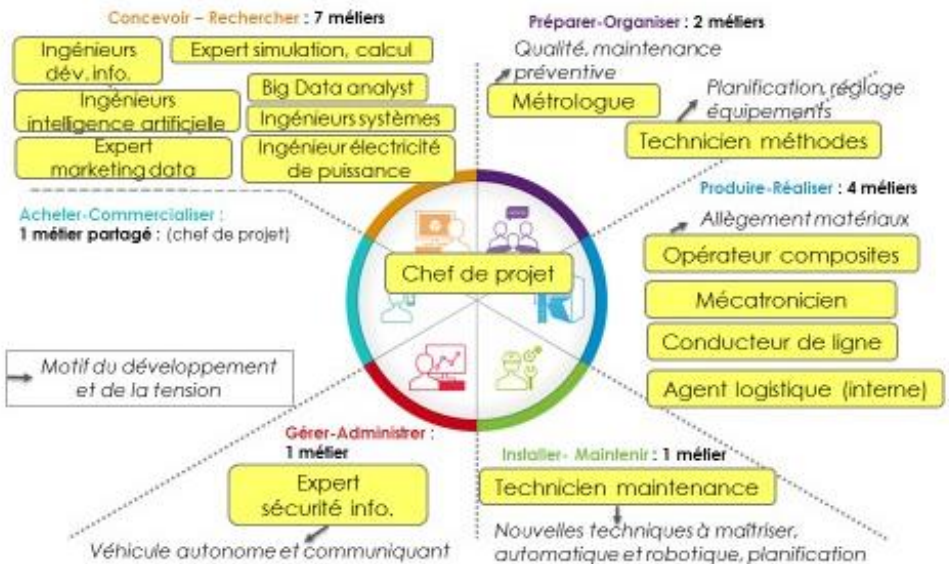 Concevoir – Rechercher : 7 métiers
Ingénieurs
dév. info.
Expert simulation, calcul
Big Data analyst
Ingénieurs
intelligence artificielle
Ingénieurs systèmes
Expert
marketing data
Ingénieur électricité
de puissance
Préparer-Organiser : 2 métiers
Qualité, maintenance
préventive
Métrologue
Planification, réglage
équipements
Technicien méthodes
Acheter-Commercialiser :
1 métier partagé : (chef de projet)
Chef de projet
Produire-Réaliser : 4 métiers
Allègement matériaux
Opérateur composites
Mécatronicien
Conducteur de ligne
Agent logistique (interne)
Motif du développement
et de la tension
Gérer-Administrer :
1 métier
Expert
sécurité info.
Véhicule autonome et communiquant
Installer- Maintenir : 1 métier
Technicien maintenance
Nouvelles techniques à maîtriser,
automatique et robotique, planification